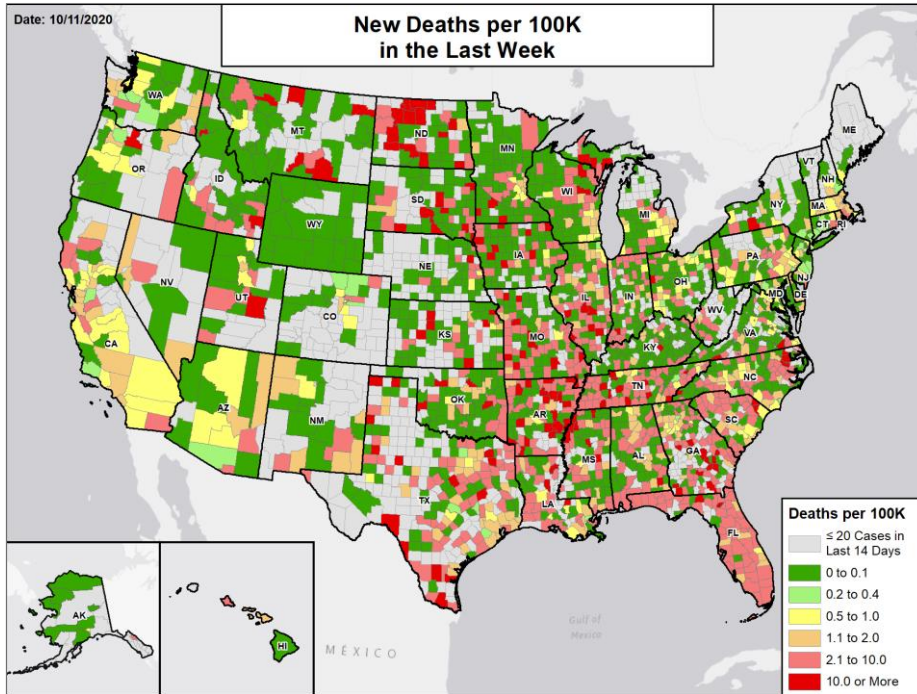 Date: 10/11/2020
New Deaths per 100K
in the Last Week
WA
MT
ND
MN
ME
OR
ID
SD
WI
MI
VT
NH
NY
MA
CT
RI
WY
NE
IA
PA
NJ
NV
UT
CO
IL
IN
OH
MD
DE
WV
VA
CA
KS
MO
KY
AZ
NM
OK
AR
TN
NC
SC
TX
LA
MS
AL
GA
FL
AK
HI
MÉXICO
Gulf of
Mexico
Deaths per 100K
≤ 20 Cases in
Last 14 Days
0 to 0.1
0.2 to 0.4
0.5 to 1.0
1.1 to 2.0
2.1 to 10.0
10.0 or More